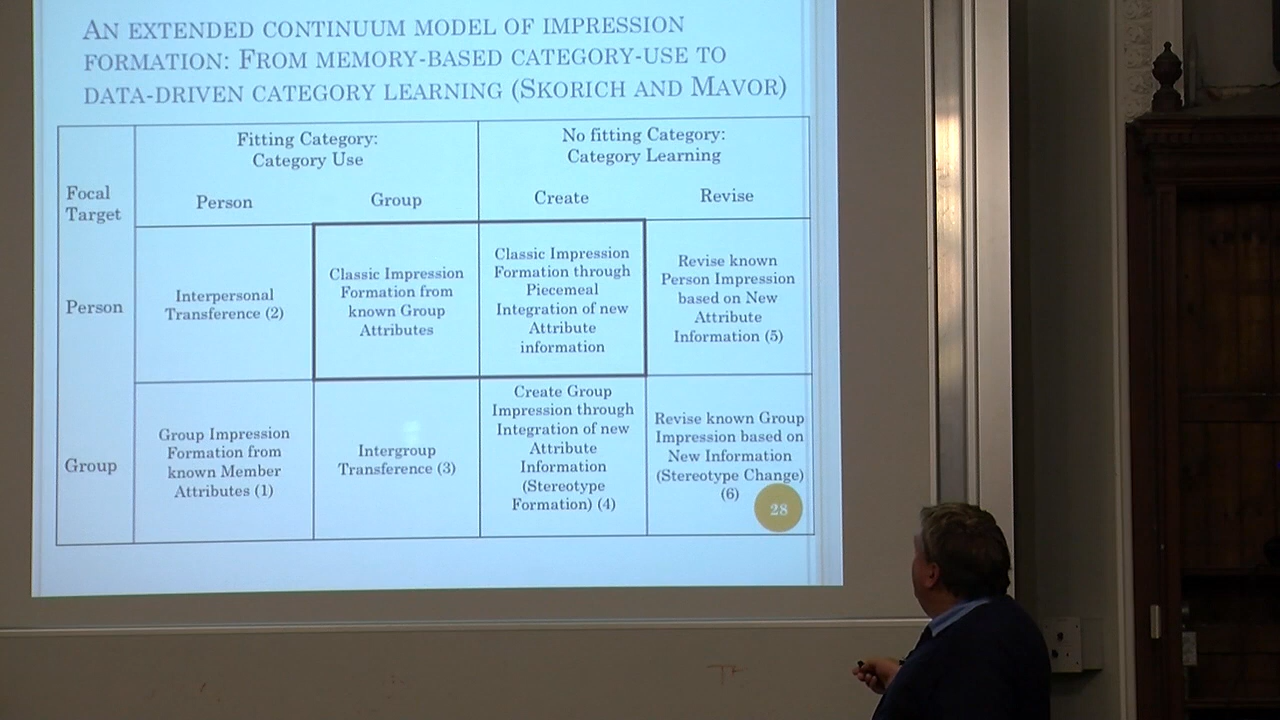 AN EXTENDED CONTINUUM MODEL OF IMPRESSION
FORMATION: FROM MEMORY-BASED CATEGORY-USE TO
DATA-DRIVEN CATEGORY LEARNING (SKORICH AND MAVOR)
Focal
Target
Fitting Category:
Category Use
No fitting Category:
Category Learning
Person
Group
Create
Revise
Person
Interpersonal
Transference (2)
Classic Impression
Formation from
known Group
Attributes
Classic Impression
Formation through
Piecemeal
Integration of new
Attribute
information
Revise known
Person Impression
based on New
Attribute
Information (5)
Group
Group Impression
Formation from
known Member
Attributes (1)
Intergroup
Transference (3)
Create Group
Impression through
Integration of new
Attribute
Information
(Stereotype
Formation) (4)
Revise known Group
Impression based on
New Information
(Stereotype Change)
(6)
28